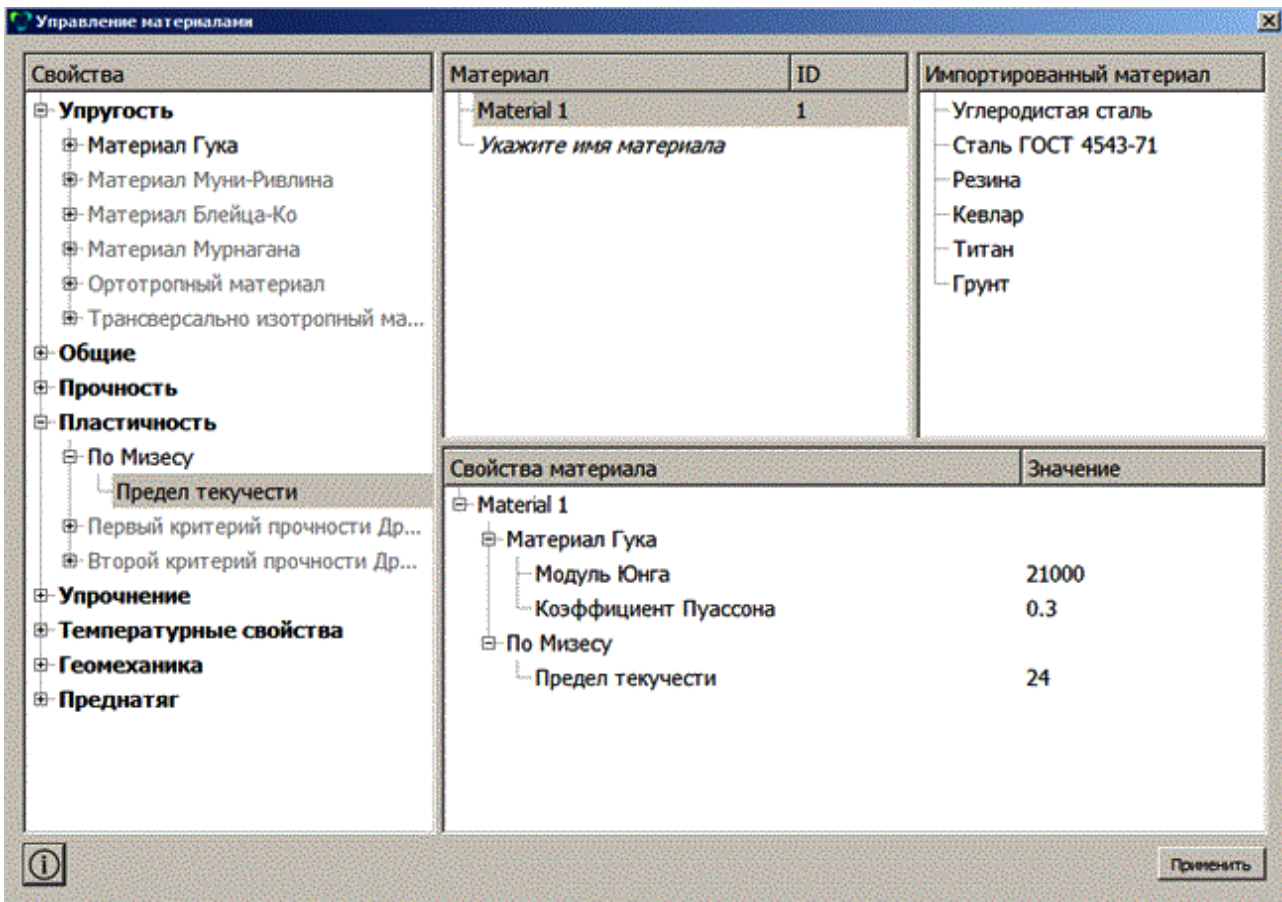 Управление материалами
Свойства
Упругость
Материал Гука
Материал Муни-Ривлина
Материал Блейца-Ко
Материал Мурнагана
Ортотропный материал
Трансверсально изотропный ма...
Общие
Прочность
Пластичность
По Мизесу
Предел текучести
Первый критерий прочности Др...
Второй критерий прочности Др...
Упрочнение
Температурные свойства
Геомеханика
Преднатяг
Материал ID
Material 1 1
Укажите имя материала
Импортированный материал
Углеродистая сталь
Сталь ГОСТ 4543-71
Резина
Кевлар
Титан
Грунт
Свойства материала Значение
Material 1
Материал Гука
Модуль Юнга 21000
Коэффициент Пуассона 0.3
По Мизесу
Предел текучести 24
Применить